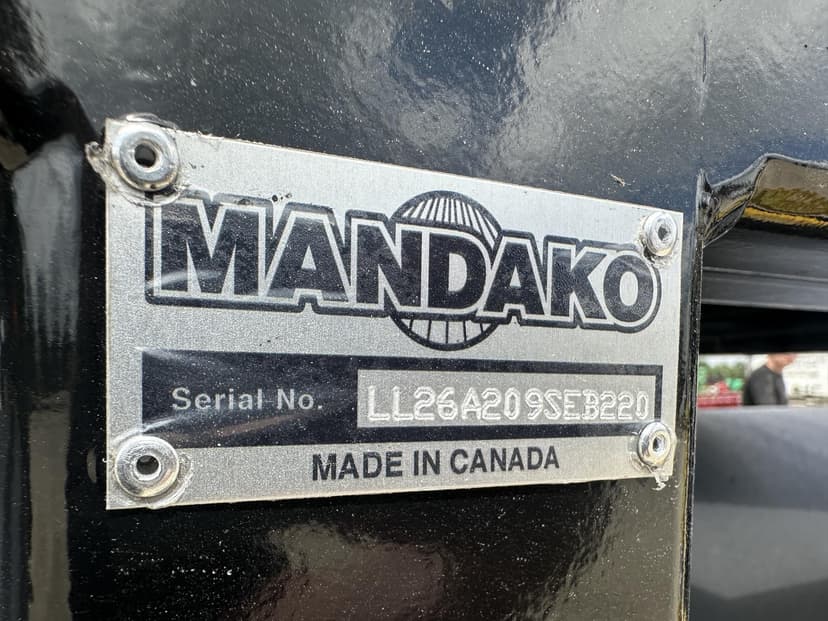 MANDAKO
Serial No. LL26A209SEB220
MADE IN CANADA